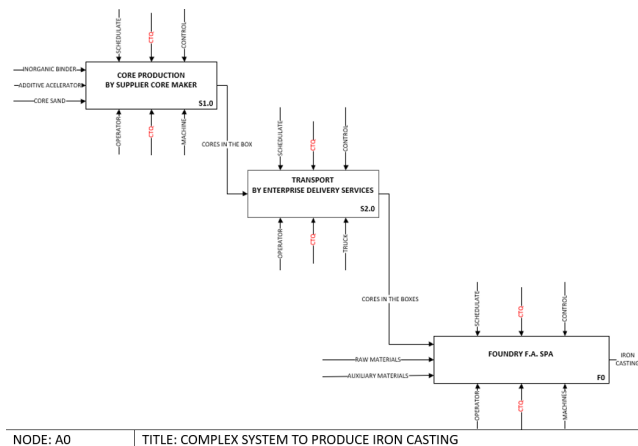 SCHEDULATE
CTQ
CONTROL
INORGANIC BINDER
ADDITIVE ACELERATOR
CORE SAND
CORE PRODUCTION
BY SUPPLIER CORE MAKER
S1.0
OPERATOR
CTQ
MACHINE
CORES IN THE BOX
SCHEDULATE
CTQ
CONTROL
TRANSPORT
BY ENTERPRISE DELIVERY SERVICES
S2.0
OPERATOR
CTQ
TRUCK
CORES IN THE BOXES
SCHEDULATE
CTQ
CONTROL
RAW MATERIALS
AUXILIARY MATERIALS
FOUNDRY F.A. SPA
F0
IRON
CASTING
OPERATOR
CTQ
MACHINES
NODE: A0
TITLE: COMPLEX SYSTEM TO PRODUCE IRON CASTING